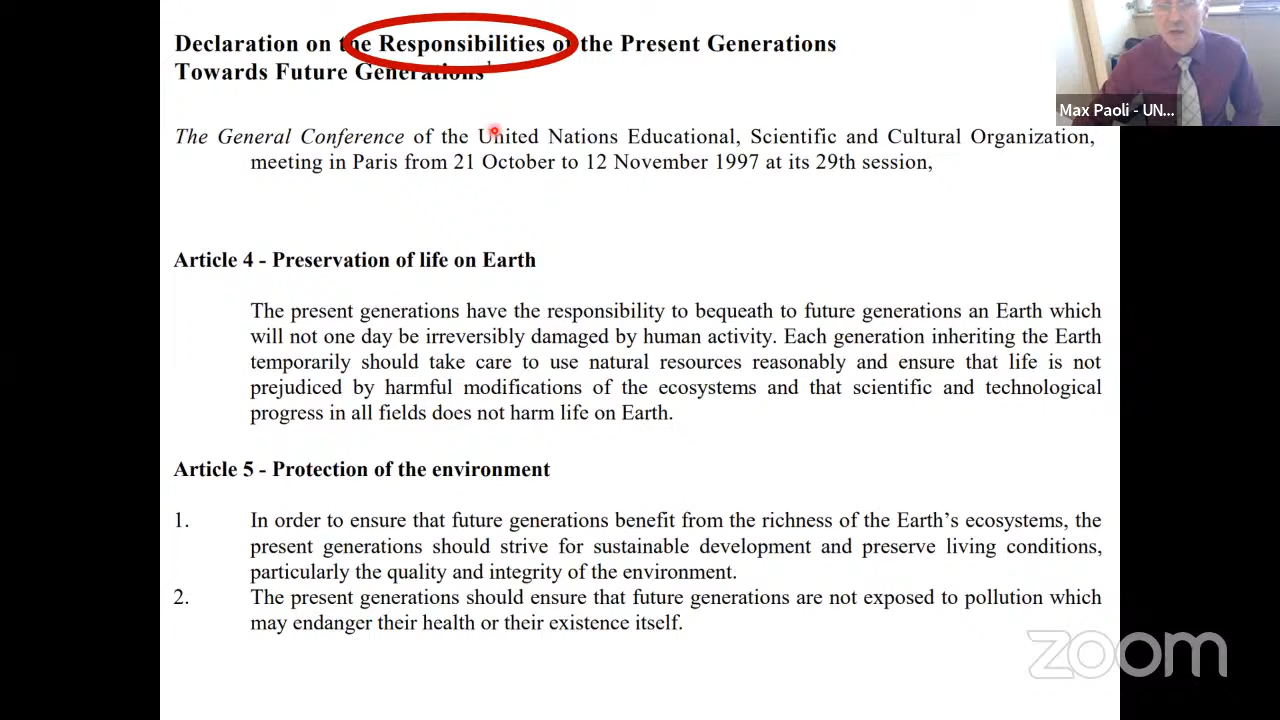 Declaration on the Responsibilities of the Present Generations
Towards Future Generations¹
The General Conference of the United Nations Educational, Scientific and Cultural Organization,
meeting in Paris from 21 October to 12 November 1997 at its 29th session,
Article 4 - Preservation of life on Earth
The present generations have the responsibility to bequeath to future generations an Earth which
will not one day be irreversibly damaged by human activity. Each generation inheriting the Earth
temporarily should take care to use natural resources reasonably and ensure that life is not
prejudiced by harmful modifications of the ecosystems and that scientific and technological
progress in all fields does not harm life on Earth.
Article 5 - Protection of the environment
1. In order to ensure that future generations benefit from the richness of the Earth's ecosystems, the
present generations should strive for sustainable development and preserve living conditions,
particularly the quality and integrity of the environment.
2. The present generations should ensure that future generations are not exposed to pollution which
may endanger their health or their existence itself.
Max Paoli - UN...
zoom